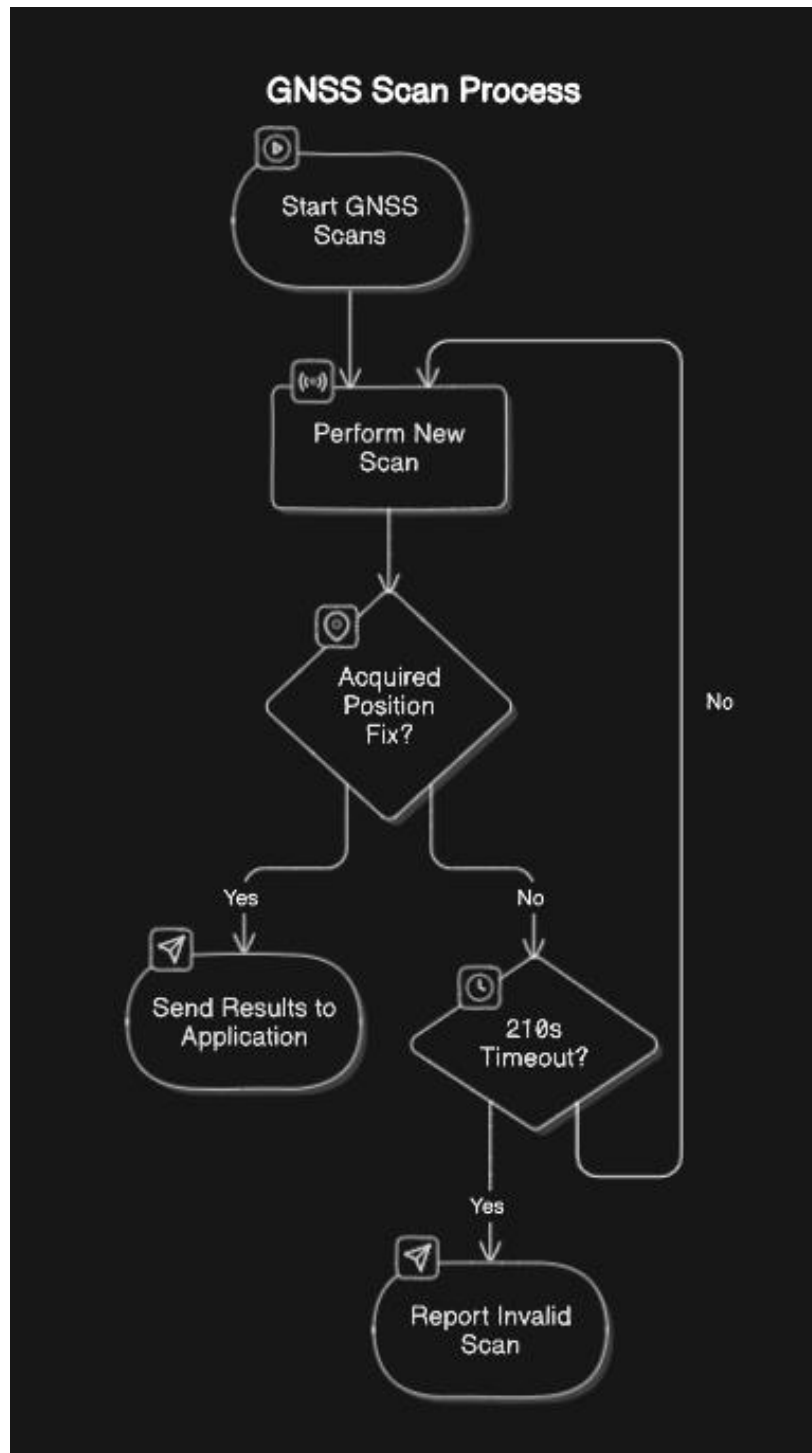 GNSS Scan Process
Start GNSS
Scans
Perform New
Scan
Acquired
Position
Fix?
No
Yes
No
Send Results to
Application
210s
Timeout?
Yes
Report Invalid
Scan